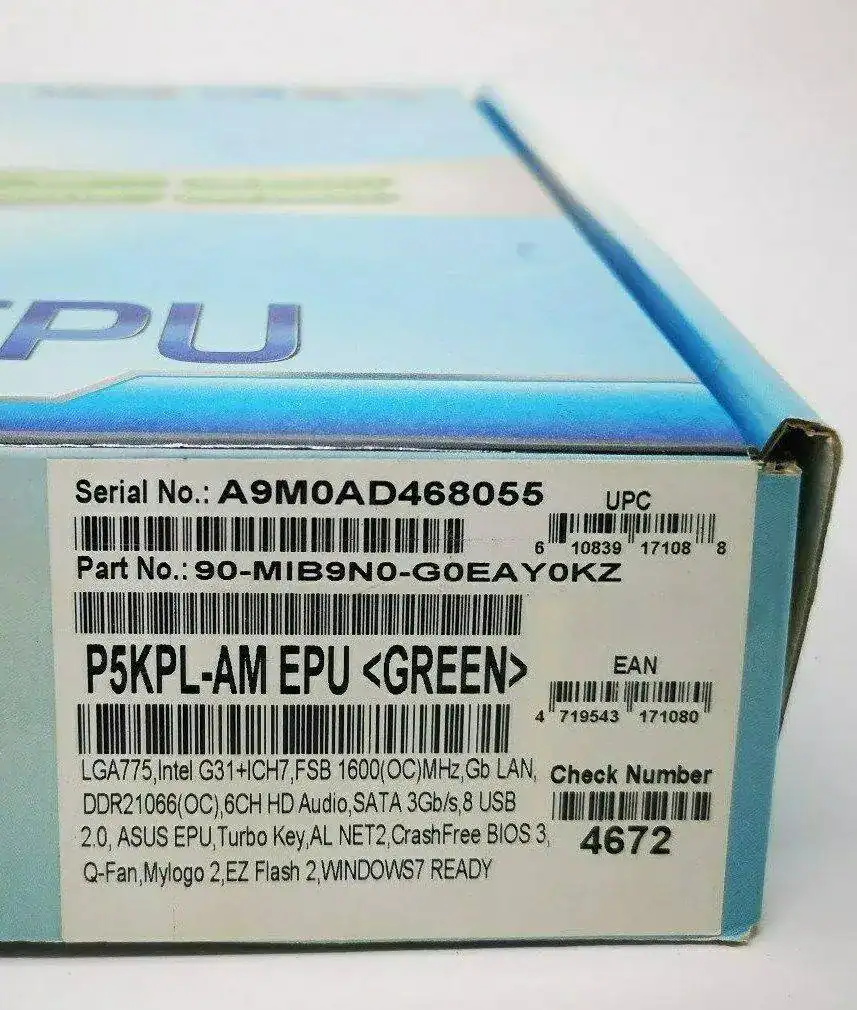 EPU
Serial No.: A9M0AD468055
UPC
6 10839 17108 8
Part No.: 90-MIB9N0-G0EAY0KZ
P5KPL-AM EPU <GREEN>
EAN
4 719543 171080
LGA775,Intel G31+ICH7,FSB 1600(OC)MHz,Gb LAN,
DDR21066(OC),6CH HD Audio,SATA 3Gb/s,8 USB
2.0, ASUS EPU,Turbo Key,AL NET2,CrashFree BIOS 3,
Q-Fan,Mylogo 2,EZ Flash 2,WINDOWS7 READY
Check Number
4672